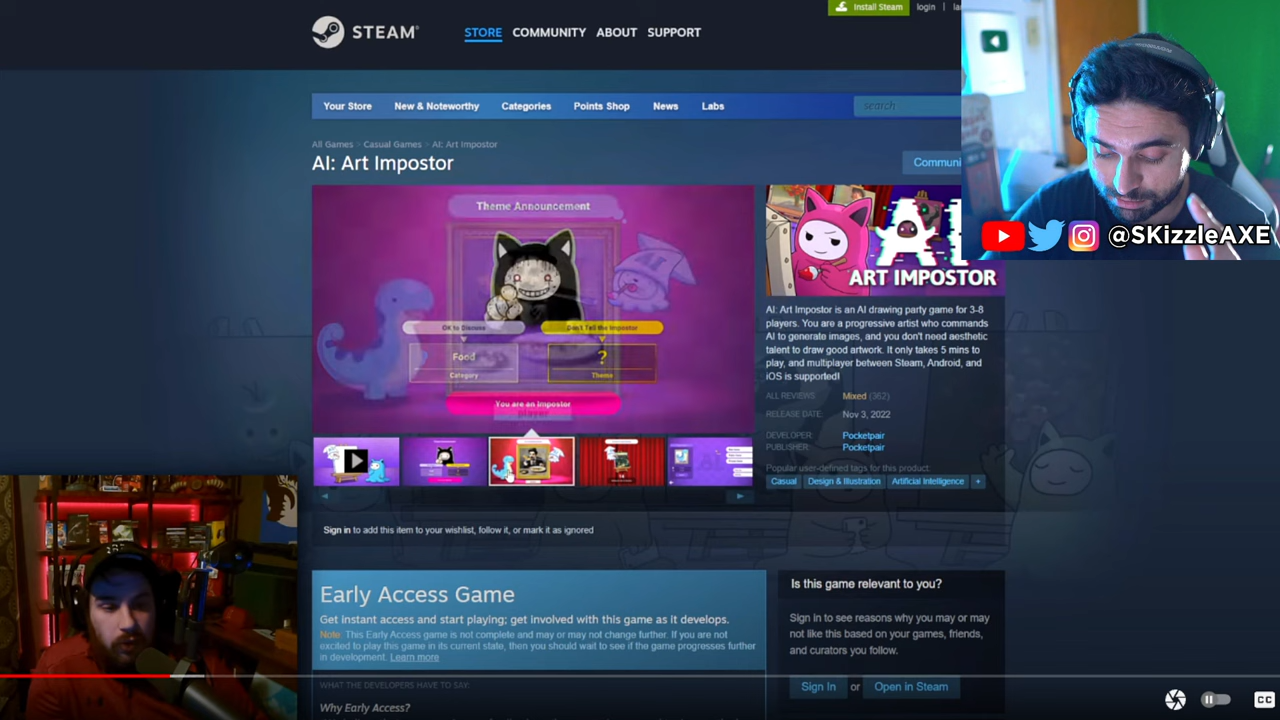 Install Steam
login
STEAM
STORE COMMUNITY ABOUT SUPPORT
Your Store New & Noteworthy Categories Points Shop News Labs
search
All Games > Casual Games > AI: Art Impostor
AI: Art Impostor
Theme Announcement
OK to Discuss
Don't Tell the Impostor
Food
?
Category
Theme
You are an Impostor
player
ART IMPOSTOR
AI: Art Impostor is an AI drawing party game for 3-8
players. You are a progressive artist who commands
AI to generate images, and you don't need aesthetic
talent to draw good artwork. It only takes 5 mins to
play, and multiplayer between Steam, Android, and
iOS is supported!
ALL REVIEWS: Mixed (362)
RELEASE DATE: Nov 3, 2022
DEVELOPER: Pocketpair
PUBLISHER: Pocketpair
Popular user-defined tags for this product:
Casual Design & Illustration Artificial Intelligence +
@SKizzleAXE
Sign in to add this item to your wishlist, follow it, or mark it as ignored
Early Access Game
Get instant access and start playing; get involved with this game as it develops.
Note: This Early Access game is not complete and may or may not change further. If you are not
excited to play this game in its current state, then you should wait to see if the game progresses further
in development. Learn more
WHAT THE DEVELOPERS HAVE TO SAY:
Why Early Access?
Is this game relevant to you?
Sign in to see reasons why you may or may
not like this based on your games, friends,
and curators you follow.
Sign In or Open in Steam
CC